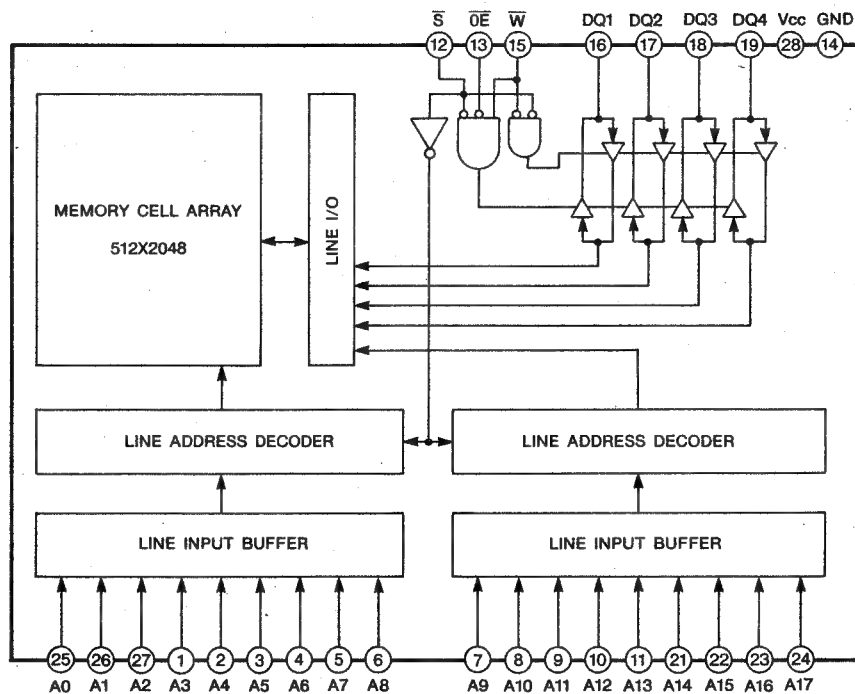 S OE W DQ1 DQ2 DQ3 DQ4 Vcc GND
12 13 15 16 17 18 19 28 14
MEMORY CELL ARRAY
512X2048
LINE I/O
LINE ADDRESS DECODER
LINE ADDRESS DECODER
LINE INPUT BUFFER
LINE INPUT BUFFER
25 26 27 1 2 3 4 5 6 7 8 9 10 11 21 22 23 24
A0 A1 A2 A3 A4 A5 A6 A7 A8 A9 A10 A11 A12 A13 A14 A15 A16 A17